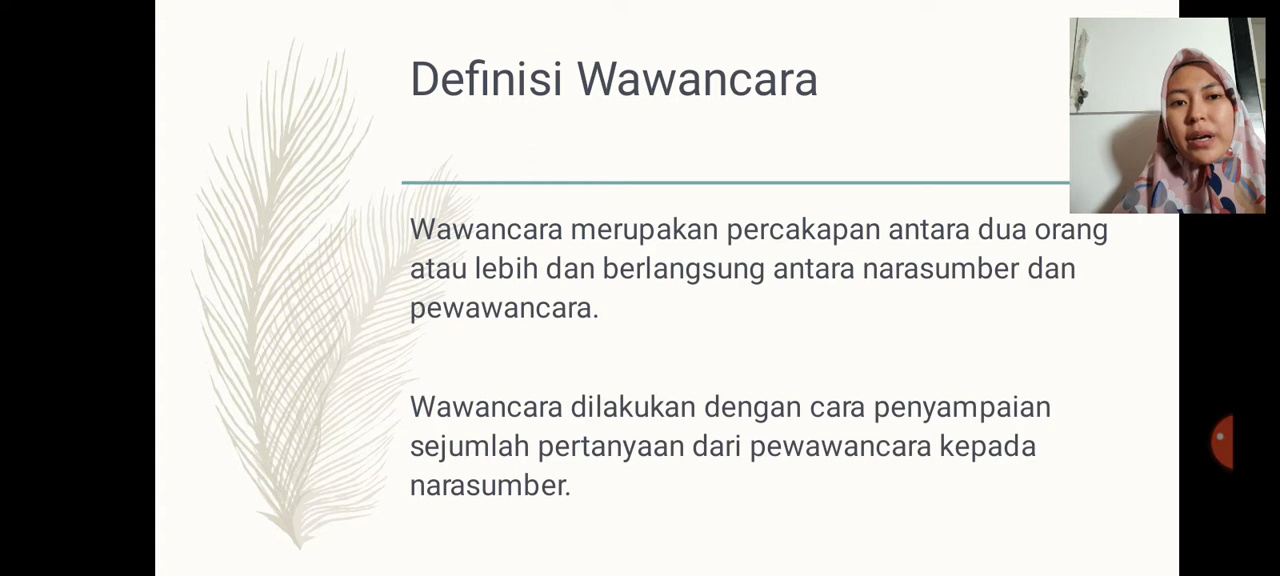 Definisi Wawancara
Wawancara merupakan percakapan antara dua orang
atau lebih dan berlangsung antara narasumber dan
pewawancara.
Wawancara dilakukan dengan cara penyampaian
sejumlah pertanyaan dari pewawancara kepada
narasumber.